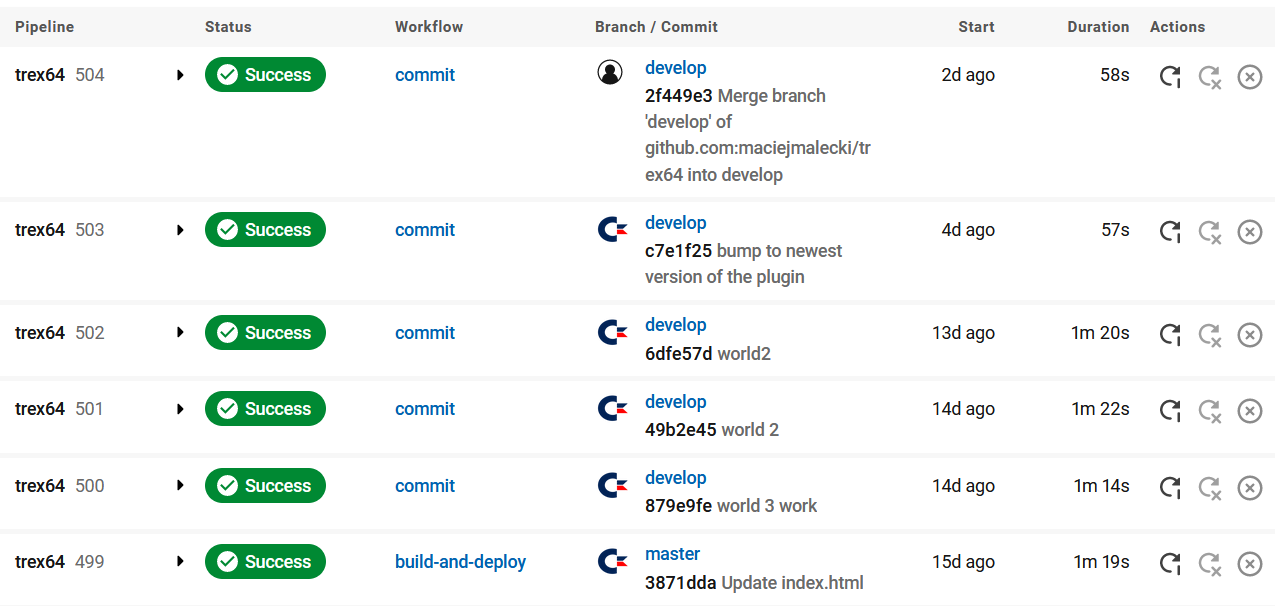 Pipeline Status Workflow Branch / Commit Start Duration Actions
trex64 504 Success commit develop 2d ago 58s
2f449e3 Merge branch
'develop' of
github.com:maciejmalecki/tr
ex64 into develop
trex64 503 Success commit develop 4d ago 57s
c7e1f25 bump to newest
version of the plugin
trex64 502 Success commit develop 13d ago 1m 20s
6dfe57d world2
trex64 501 Success commit develop 14d ago 1m 22s
49b2e45 world 2
trex64 500 Success commit develop 14d ago 1m 14s
879e9fe world 3 work
trex64 499 Success build-and-deploy master 15d ago 1m 19s
3871dda Update index.html